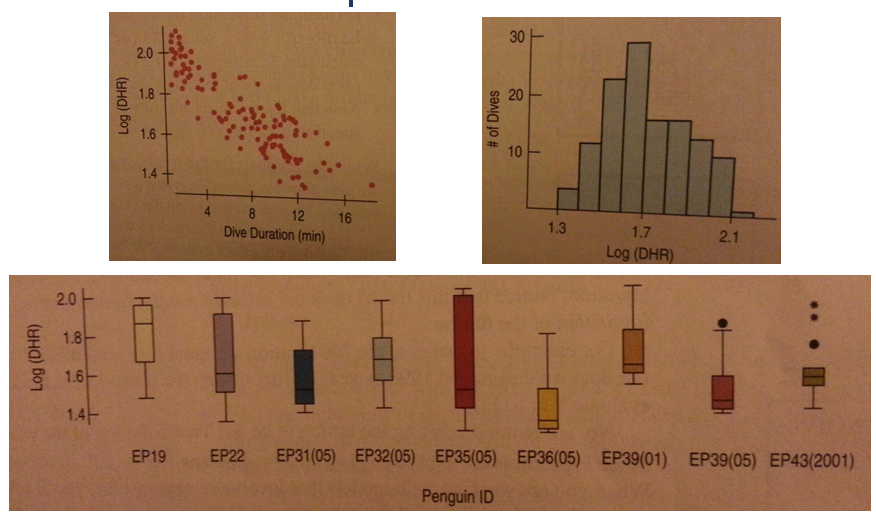 2.0
1.8
1.6
1.4
Log (DHR)
4 8 12 16
Dive Duration (min)
30
20
10
# of Dives
1.3 1.7 2.1
Log (DHR)
2.0
1.8
1.6
1.4
Log (DHR)
EP19 EP22 EP31(05) EP32(05) EP35(05) EP36(05) EP39(01) EP39(05) EP43(2001)
Penguin ID